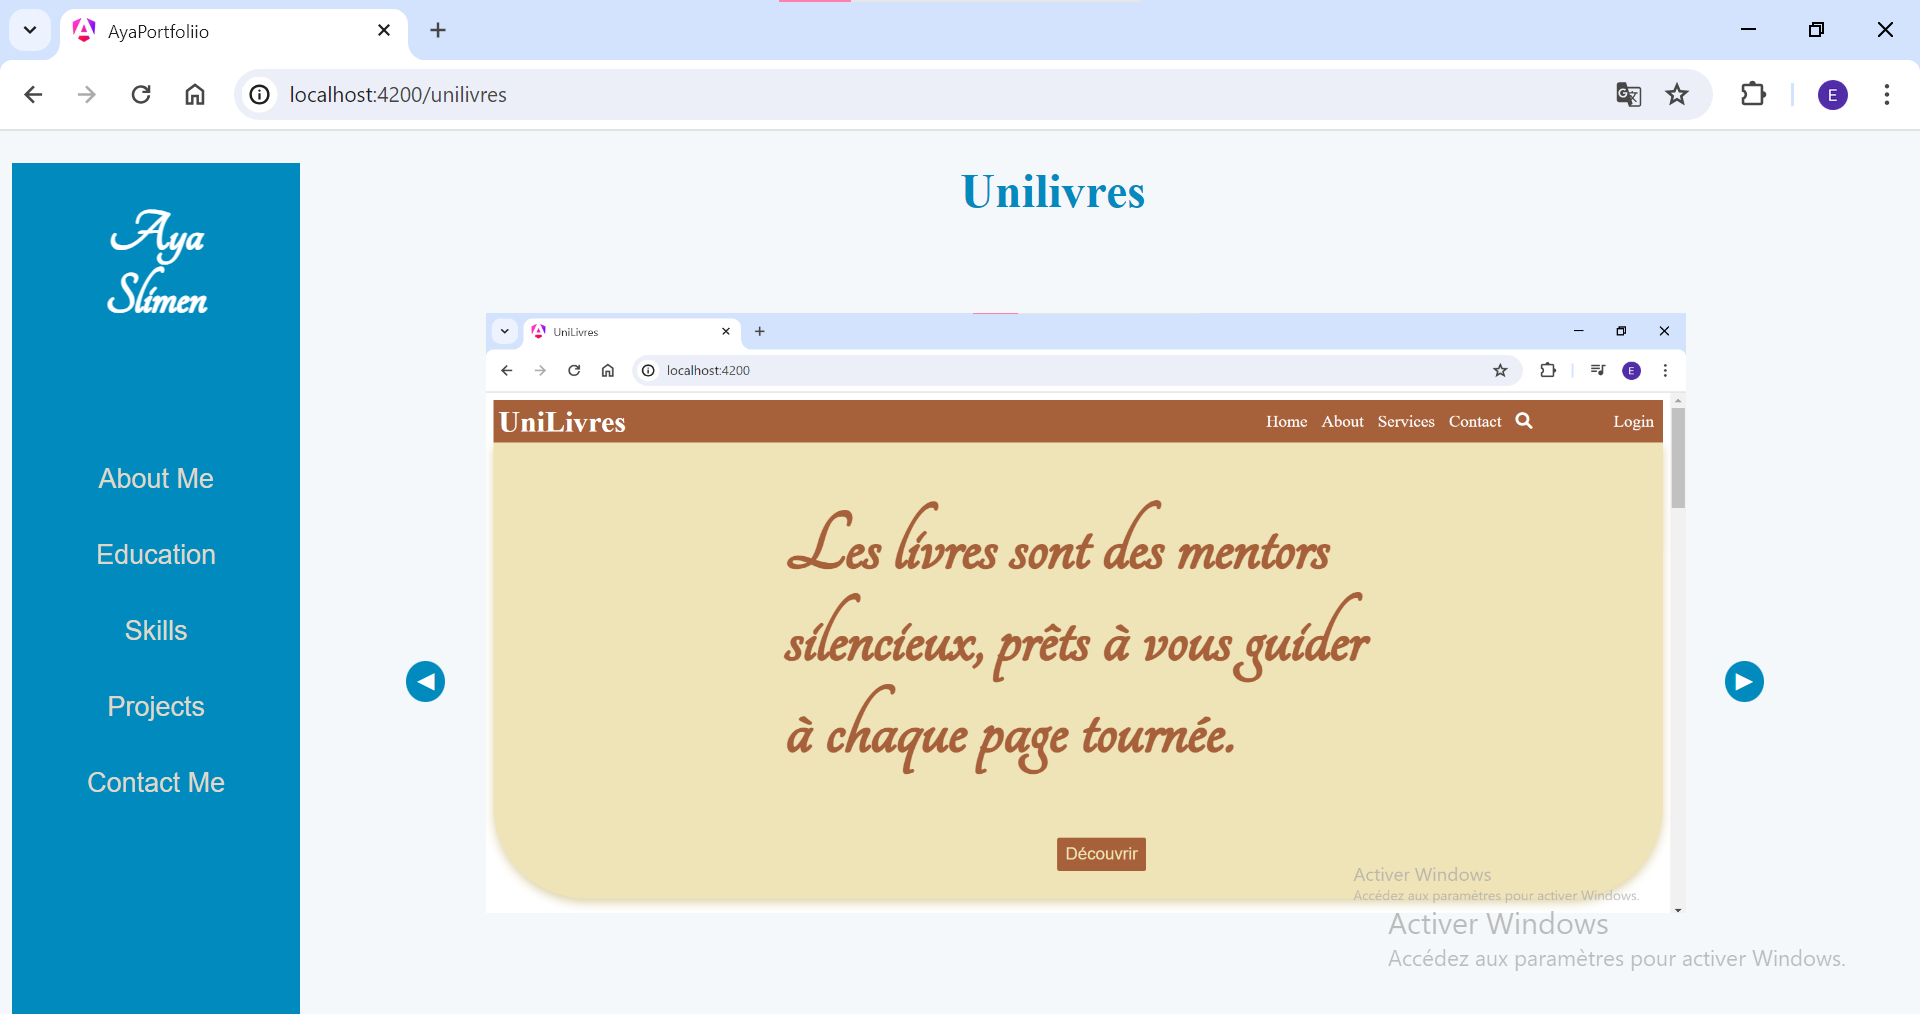 AyaPortfoliio
localhost:4200/unilivres
E
Aya
Slimen
About Me
Education
Skills
Projects
Contact Me
Unilivres
UniLivres
localhost:4200
E
UniLivres
Home About Services Contact Login
Les livres sont des mentors
silencieux, prêts à vous guider
à chaque page tournée.
Découvrir
Activer Windows
Accédez aux paramètres pour activer Windows.
Activer Windows
Accédez aux paramètres pour activer Windows.